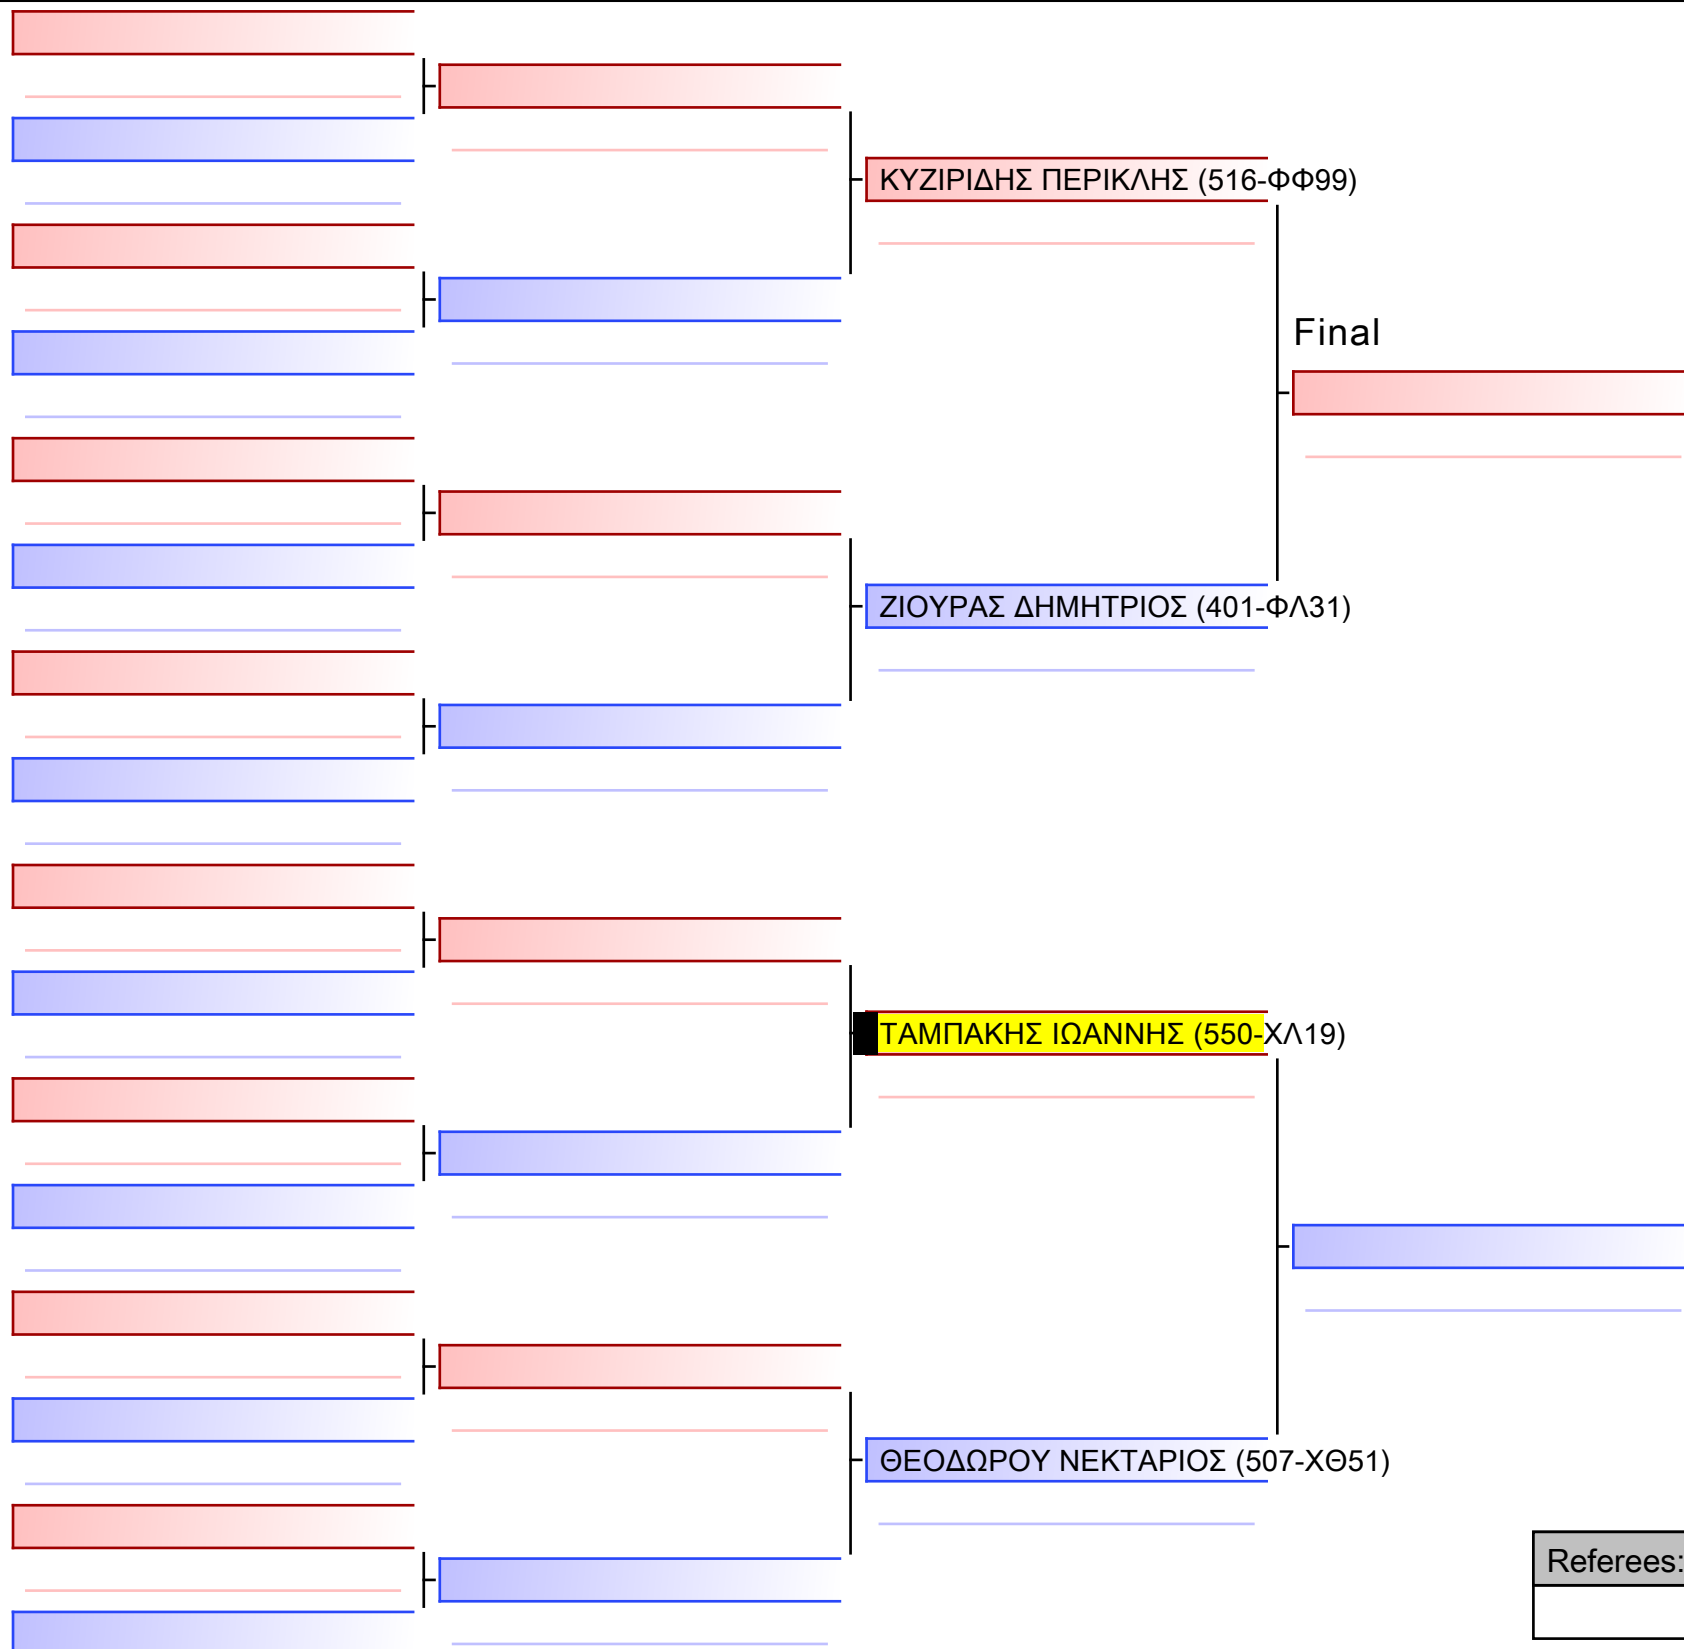 ΚΥΖΙΡΙΔΗΣ ΠΕΡΙΚΛΗΣ (516-ΦΦ99)
Final
ΖΙΟΥΡΑΣ ΔΗΜΗΤΡΙΟΣ (401-ΦΛ31)
ΤΑΜΠΑΚΗΣ ΙΩΑΝΝΗΣ (550-ΧΛ19)
ΘΕΟΔΩΡΟΥ ΝΕΚΤΑΡΙΟΣ (507-ΧΘ51)
Referees: